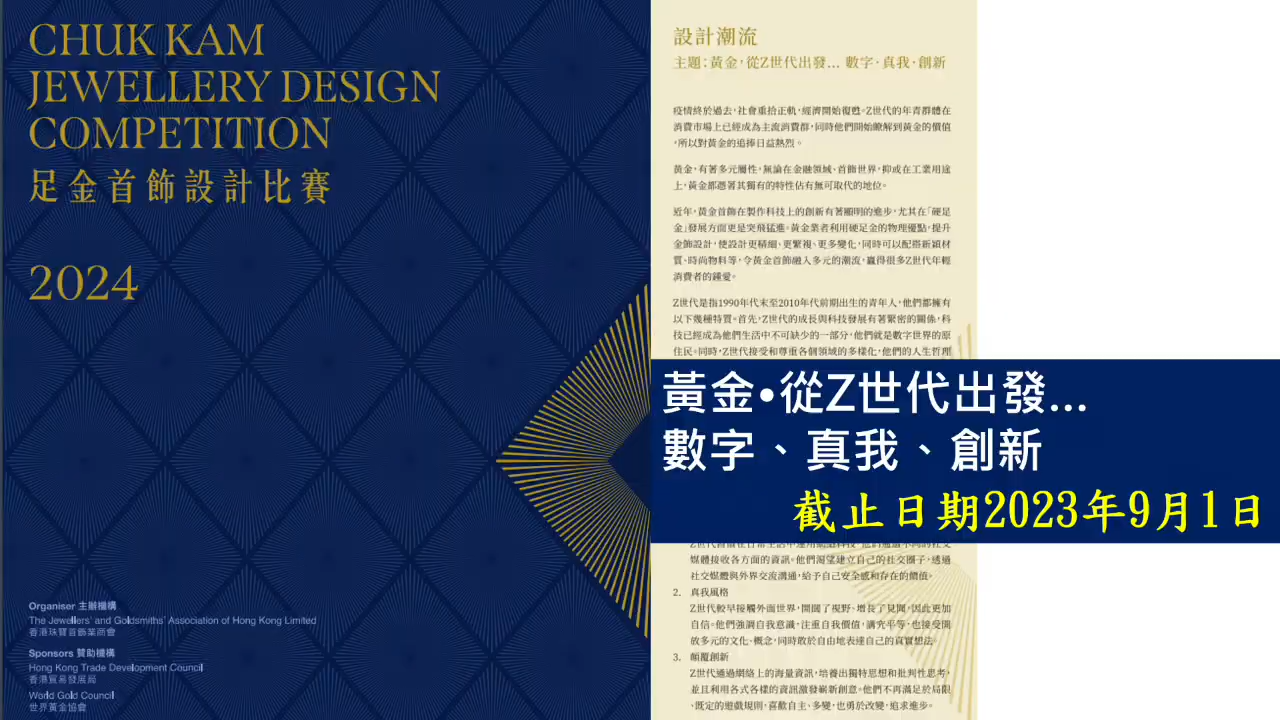 CHUK KAM
JEWELLERY DESIGN
COMPETITION
足金首飾設計比賽
2024
Organiser 主辦機構
The Jewellers' and Goldsmiths' Association of Hong Kong Limited
香港珠寶首飾業商會
Sponsors 贊助機構
Hong Kong Trade Development Council
香港貿易發展局
World Gold Council
世界黃金協會
設計潮流
主題：黃金，從Z世代出發... 數字·真我·創新
疫情終於過去，社會重拾正軌，經濟開始復甦。Z世代的年青群體在
消費市場上已經成為主流消費群，同時他們開始瞭解到黃金的價值
，所以對黃金的追捧日益熱烈。
黃金，有著多元屬性，無論在金融領域、首飾世界，抑或在工業用途
上，黃金都憑著其獨有的特性佔有無可取代的地位。
近年，黃金首飾在製作科技上的創新有著顯明的進步，尤其在「硬足
金」發展方面更是突飛猛進。黃金業者利用硬足金的物理優點，提升
金飾設計，使設計更精細、更繁複、更多變化，同時可以配搭新穎材
質、時尚物料等，令黃金首飾融入多元的潮流，贏得很多Z世代年輕
消費者的鍾愛。
Z世代是指1990年代末至2010年代前期出生的青年人，他們都擁有
以下幾種特質。首先，Z世代的成長與科技發展有著緊密的關係，科
技已經成為他們生活中不可缺少的一部分，他們就是數字世界的原
住民。同時，Z世代接受和尊重各個領域的多樣化，他們的人生哲理
黃金•從Z世代出發...
數字、真我、創新
截止日期2023年9月1日
媒體接收各方面的資訊。他們渴望建立自己的社交圈子，透過
社交媒體與外界交流溝通，給予自己安全感和存在的價值。
2. 真我風格
Z世代較早接觸外面世界，開闊了視野、增長了見聞，因此更加
自信。他們強調自我意識，注重自我價值，講究平等，也接受開
放多元的文化、概念，同時敢於自由地表達自己的真實想法。
3. 顛覆創新
Z世代通過網絡上的海量資訊，培養出獨特思想和批判性思考，
並且利用各式各樣的資訊激發嶄新創意。他們不再滿足於局限
、既定的遊戲規則，喜歡自主、多變，也勇於改變，追求進步。